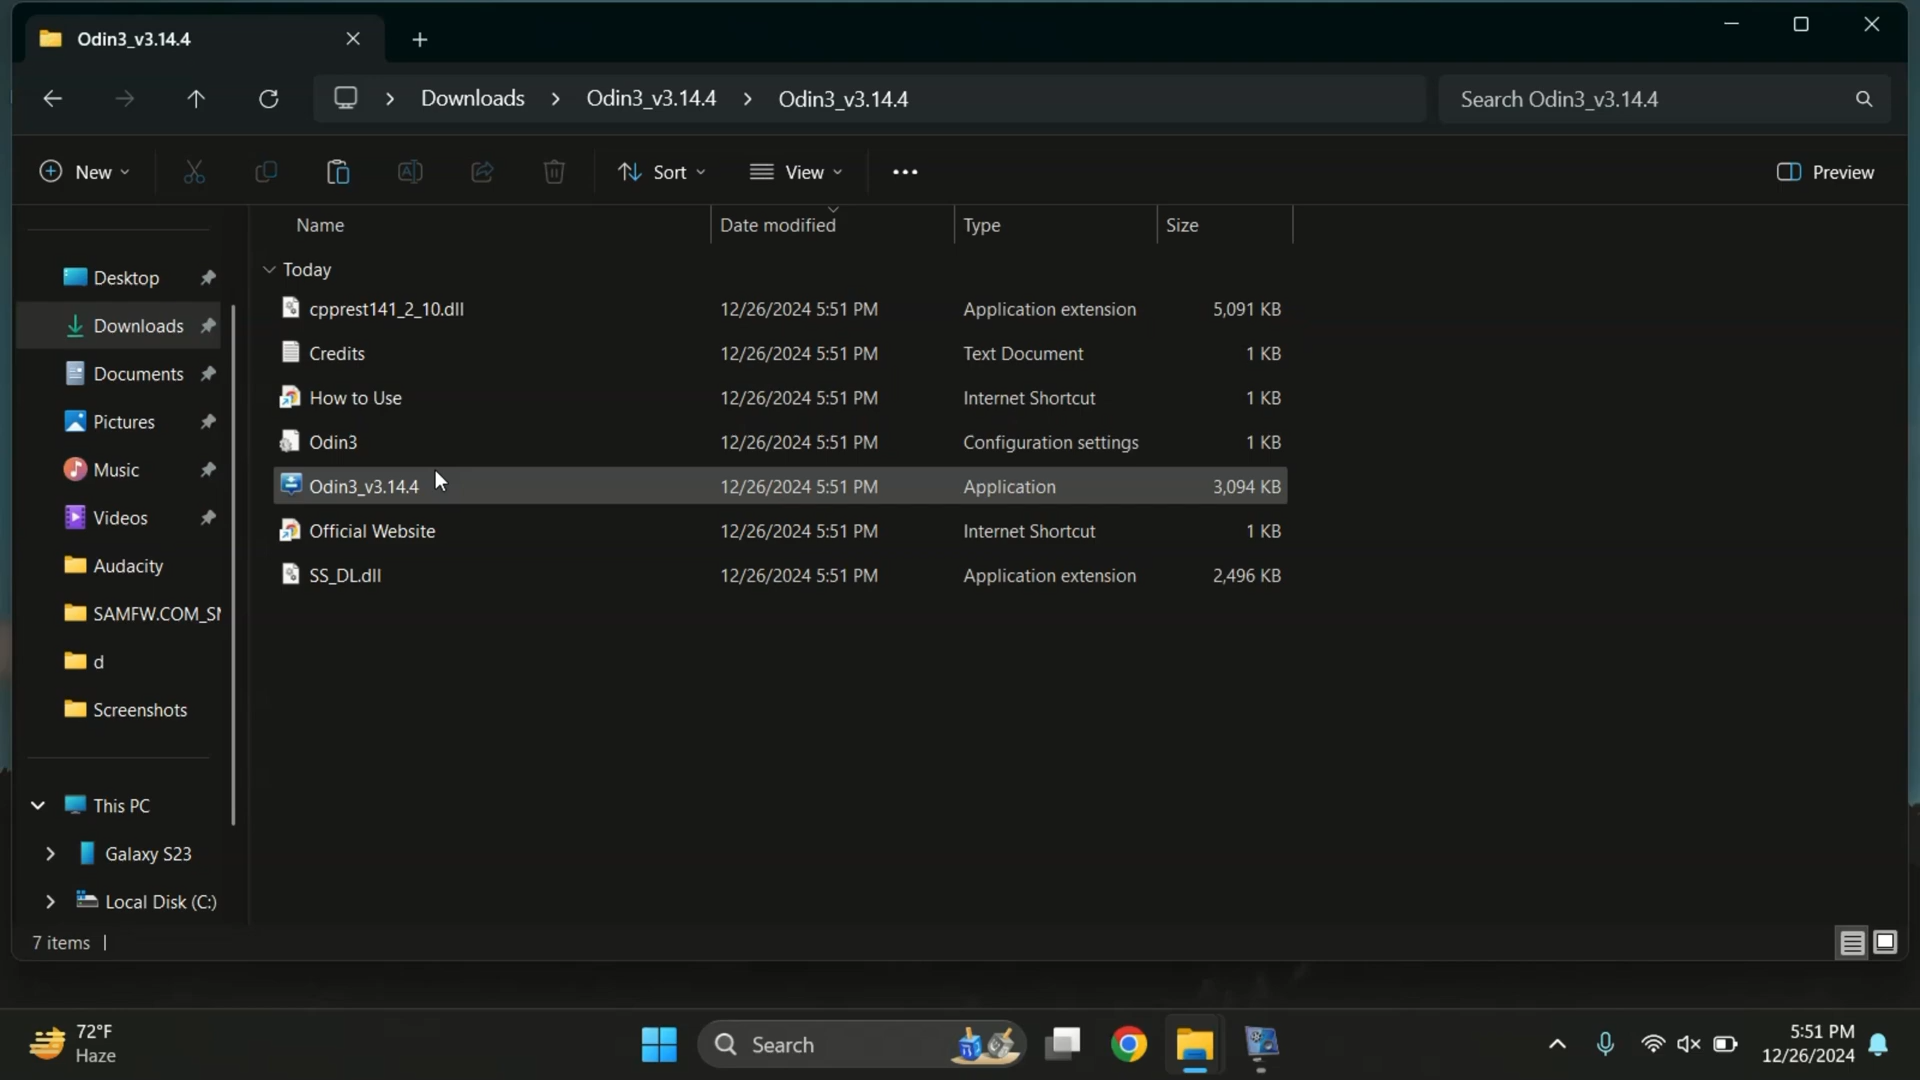 Odin3_v3.14.4
Downloads Odin3_v3.14.4 Odin3_v3.14.4
Search Odin3_v3.14.4
New Sort View Preview
Name Date modified Type Size
Today
cpprest141_2_10.dll 12/26/2024 5:51 PM Application extension 5,091 KB
Credits 12/26/2024 5:51 PM Text Document 1 KB
How to Use 12/26/2024 5:51 PM Internet Shortcut 1 KB
Odin3 12/26/2024 5:51 PM Configuration settings 1 KB
Odin3_v3.14.4 12/26/2024 5:51 PM Application 3,094 KB
Official Website 12/26/2024 5:51 PM Internet Shortcut 1 KB
SS_DL.dll 12/26/2024 5:51 PM Application extension 2,496 KB
Desktop
Downloads
Documents
Pictures
Music
Videos
Audacity
SAMFW.COM_SM
d
Screenshots
This PC
Galaxy S23
Local Disk (C:)
7 items
72°F
Haze
Search
5:51 PM
12/26/2024